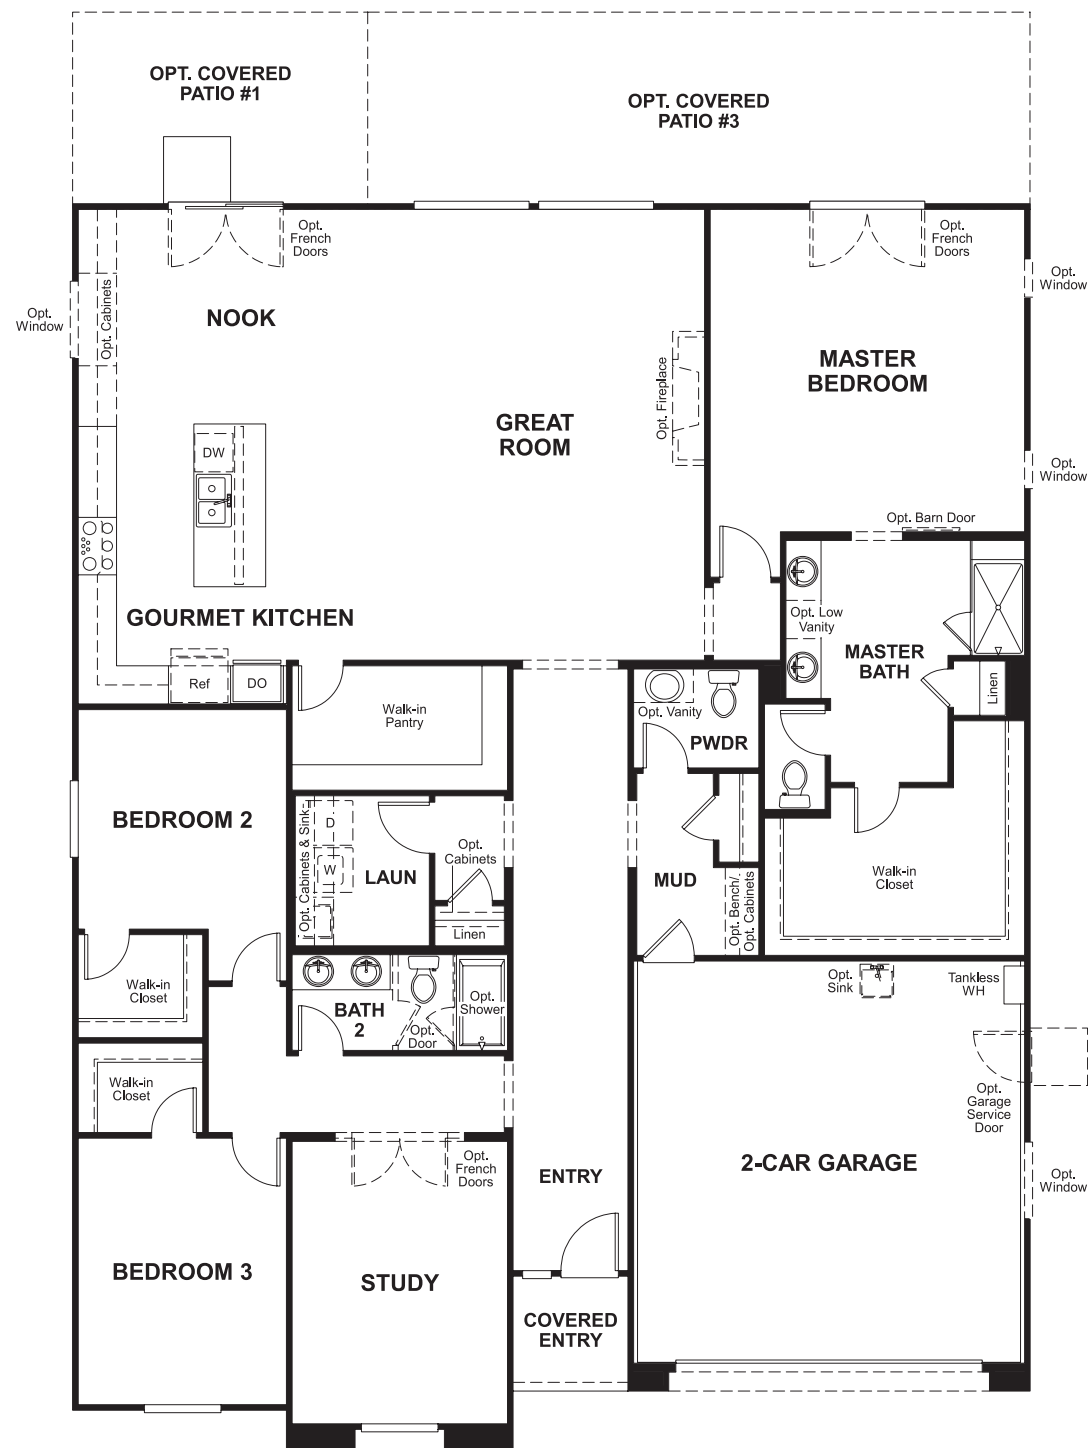 OPT. COVERED
PATIO #1
OPT. COVERED
PATIO #3
Opt.
French
Doors
Opt.
French
Doors
Opt.
Window
Opt.
Window
Opt. Cabinets
NOOK
MASTER
BEDROOM
Opt. Fireplace
GREAT
ROOM
DW
Opt.
Window
Opt. Barn Door
GOURMET KITCHEN
Opt. Low
Vanity
MASTER
BATH
Ref
DO
Walk-in
Pantry
Opt. Vanity
PWDR
Linen
BEDROOM 2
Opt. Cabinets & Sink
D
W
LAUN
Opt.
Cabinets
Linen
MUD
Opt. Bench/
Opt. Cabinets
Walk-in
Closet
Walk-in
Closet
BATH
2
Opt.
Door
Opt.
Shower
Opt.
Sink
Tankless
WH
Walk-in
Closet
Opt.
Garage
Service
Door
Opt.
French
Doors
ENTRY
2-CAR GARAGE
Opt.
Window
BEDROOM 3
STUDY
COVERED
ENTRY